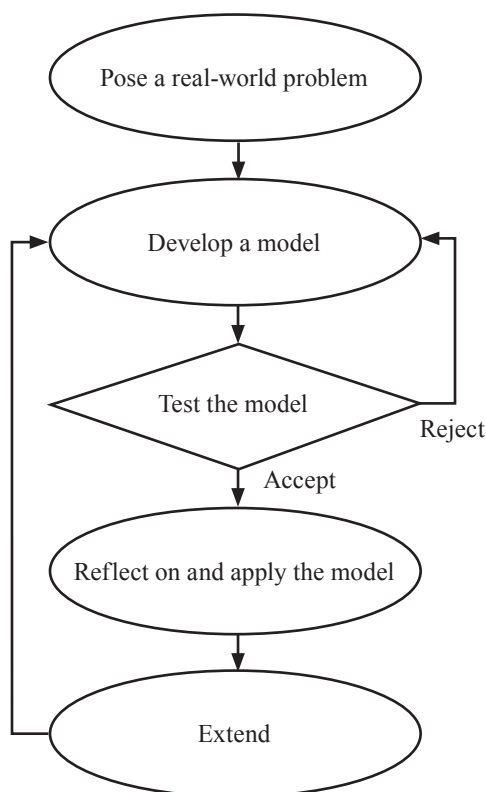 Pose a real-world problem
Develop a model
Test the model
Reject
Accept
Reflect on and apply the model
Extend